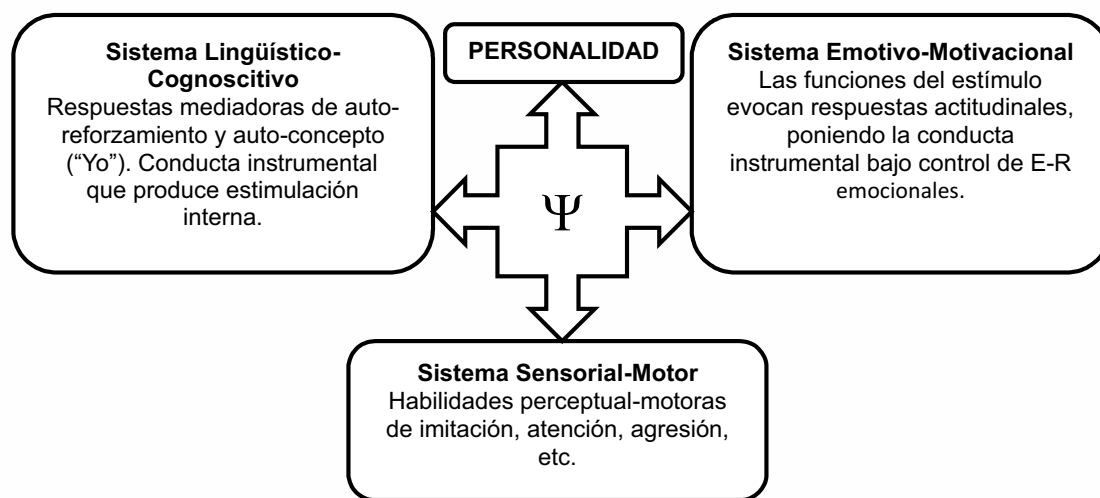 Sistema Lingüístico-
Cognoscitivo
Respuestas mediadoras de auto-
reforzamiento y auto-concepto
(“Yo”). Conducta instrumental
que produce estimulación
interna.
PERSONALIDAD
Sistema Emotivo-Motivacional
Las funciones del estímulo
evocan respuestas actitudinales,
poniendo la conducta
instrumental bajo control de E-R
emocionales.
Ψ
Sistema Sensorial-Motor
Habilidades perceptual-motoras
de imitación, atención, agresión,
etc.